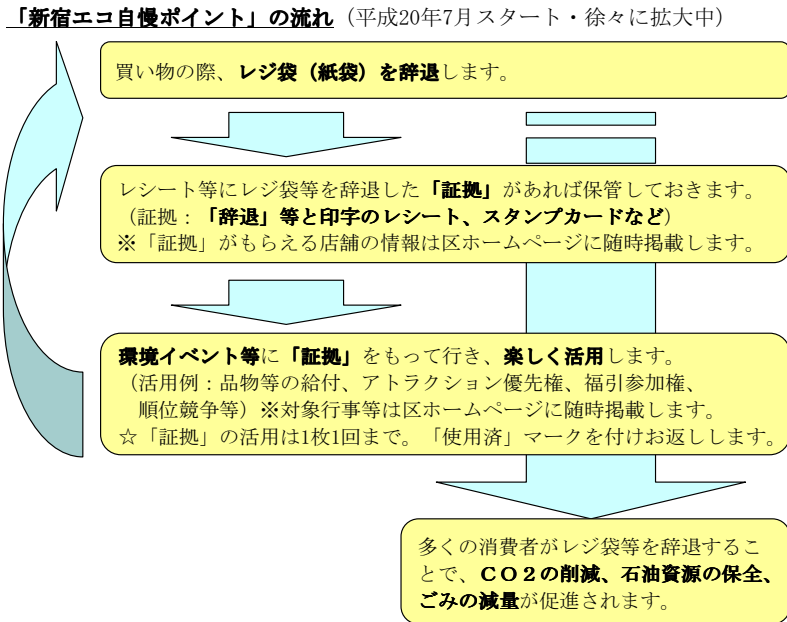 「新宿エコ自慢ポイント」の流れ（平成20年7月スタート・徐々に拡大中）
買い物の際、レジ袋（紙袋）を辞退します。
レシート等にレジ袋等を辞退した「証拠」があれば保管しておきます。
（証拠：「辞退」等と印字のレシート、スタンプカードなど）
※「証拠」がもらえる店舗の情報は区ホームページに随時掲載します。
環境イベント等に「証拠」をもって行き、楽しく活用します。
（活用例：品物等の給付、アトラクション優先権、福引参加権、
順位競争等）※対象行事等は区ホームページに随時掲載します。
☆「証拠」の活用は1枚1回まで。「使用済」マークを付けお返しします。
多くの消費者がレジ袋等を辞退するこ
とで、ＣＯ２の削減、石油資源の保全、
ごみの減量が促進されます。